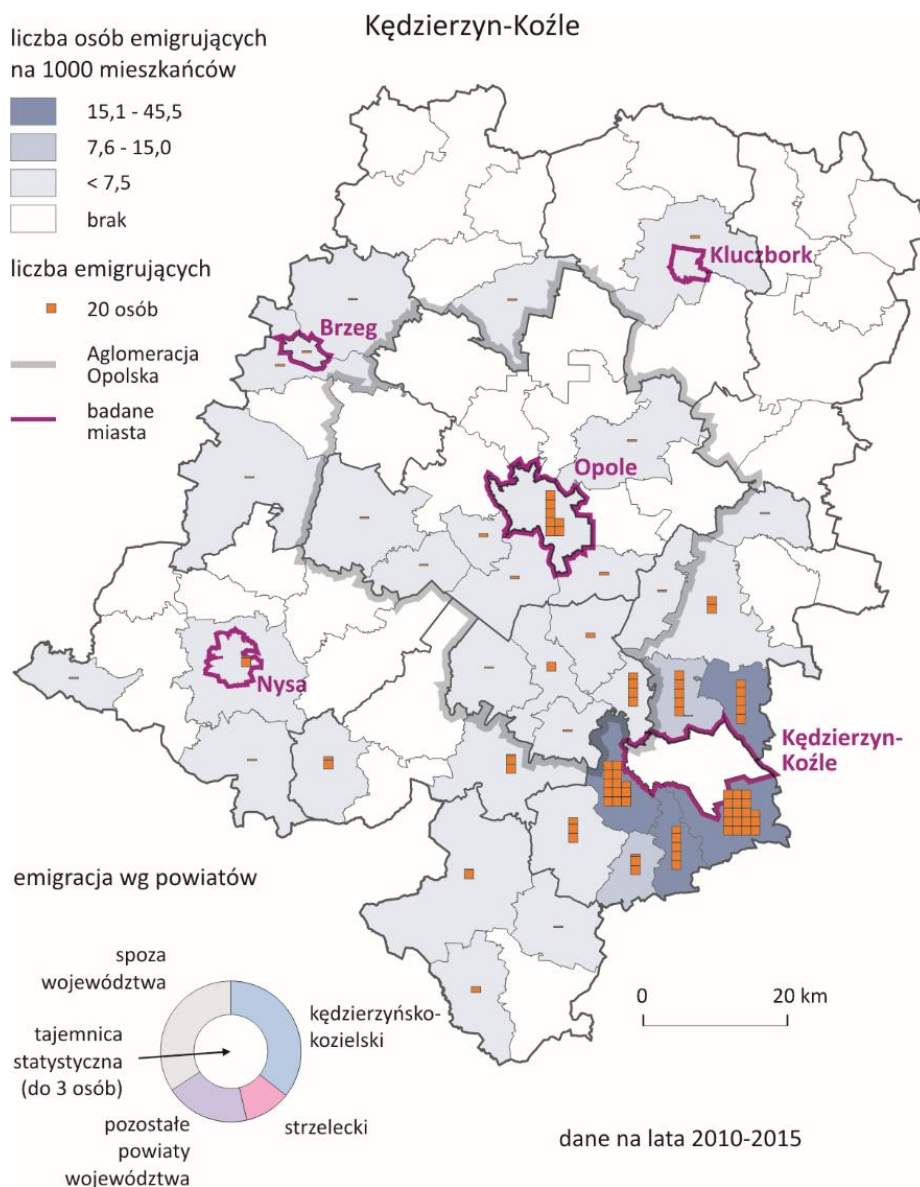 Kędzierzyn-Koźle
liczba osób emigrujących
na 1000 mieszkańców
15,1 - 45,5
7,6 - 15,0
< 7,5
brak
liczba emigrujących
20 osób
Aglomeracja
Opolska
badane
miasta
Kluczbork
Brzeg
Opole
Nysa
Kędzierzyn-
Koźle
emigracja wg powiatów
spoza
województwa
tajemnica
statystyczna
(do 3 osób)
pozostałe
powiaty
województwa
kędzierzyńsko-
kozielski
strzelecki
0 20 km
dane na lata 2010-2015